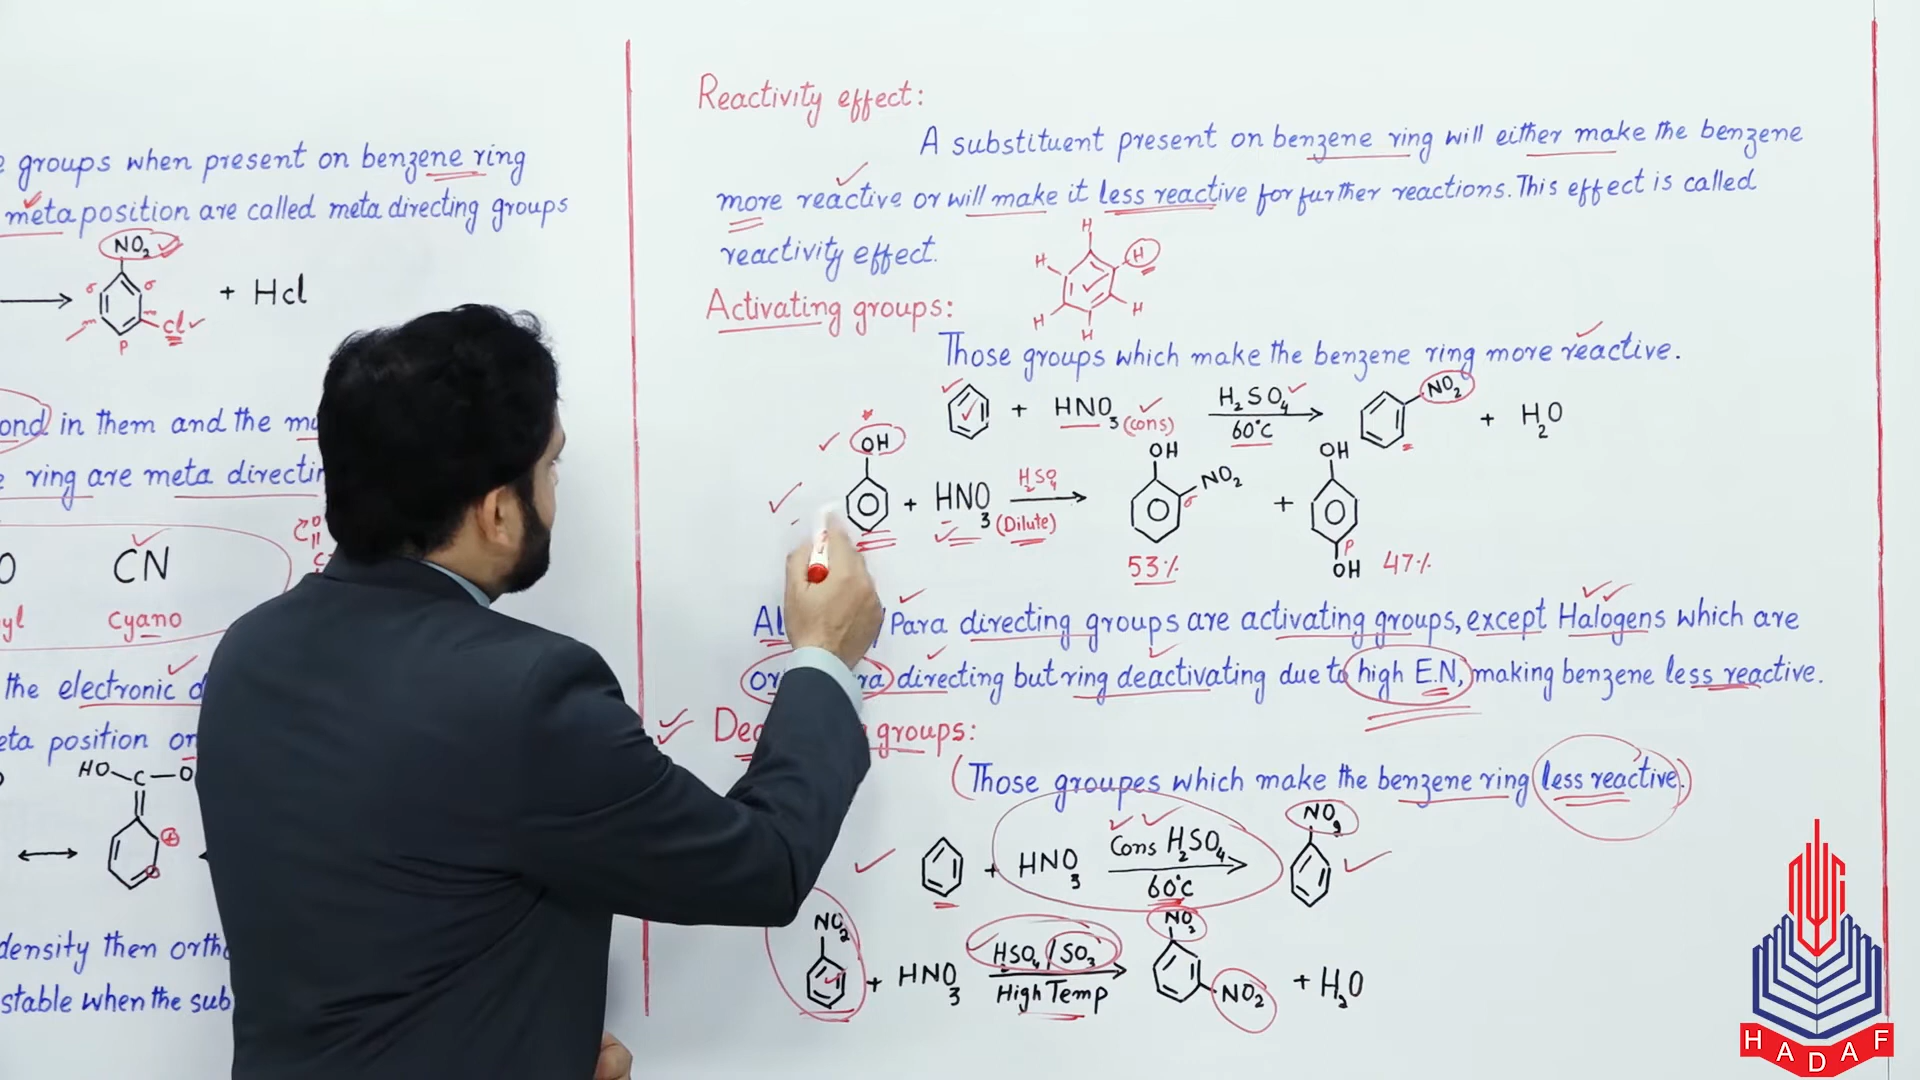 groups when present on benzene ring
meta position are called meta directing groups
NO2
σ σ
m m
P
Cl
+ HCl
ond in them and the
ring are meta directin
CN
Cyano
yl
the electronic d
eta position or
HO C O
density then orth
stable when the sub
Reactivity effect:
A substituent present on benzene ring will either make the benzene
more reactive or will make it less reactive for further reactions. This effect is called
reactivity effect.
H H H H H H
Activating groups:
Those groups which make the benzene ring more reactive.
+ HNO3 (cons) H2SO4 60°C NO2 + H2O
OH + HNO3 (Dilute) H2SO4 OH NO2 σ + OH P OH
53% 47%
Al Para directing groups are activating groups, except Halogens which are
or ra directing but ring deactivating due to high E.N, making benzene less reactive.
Dea groups:
(Those groupes which make the benzene ring less reactive.)
+ HNO3 Cons H2SO4 60°C NO2
NO2 + HNO3 HSO4/SO3 High Temp NO2 NO2 + H2O
HADAF